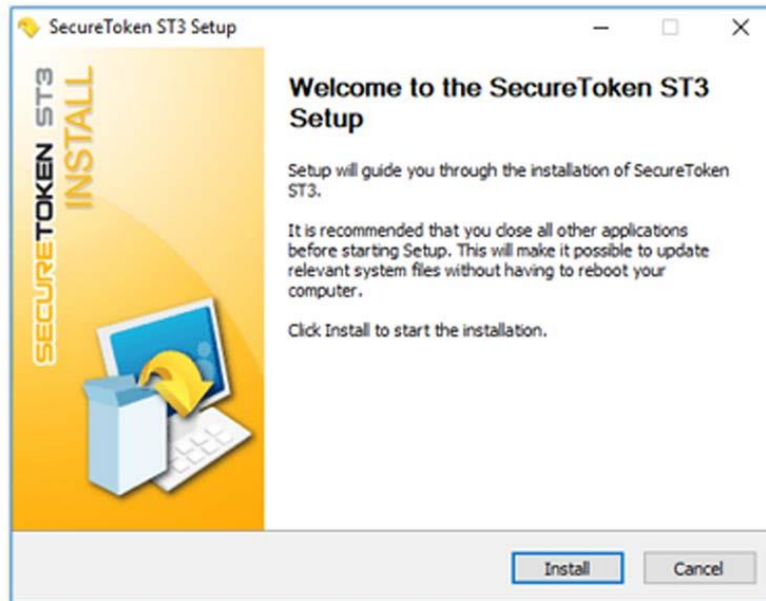 SecureToken ST3 Setup
SECURETOKEN ST3
INSTALL
Welcome to the SecureToken ST3
Setup
Setup will guide you through the installation of SecureToken
ST3.
It is recommended that you close all other applications
before starting Setup. This will make it possible to update
relevant system files without having to reboot your
computer.
Click Install to start the installation.
Install
Cancel